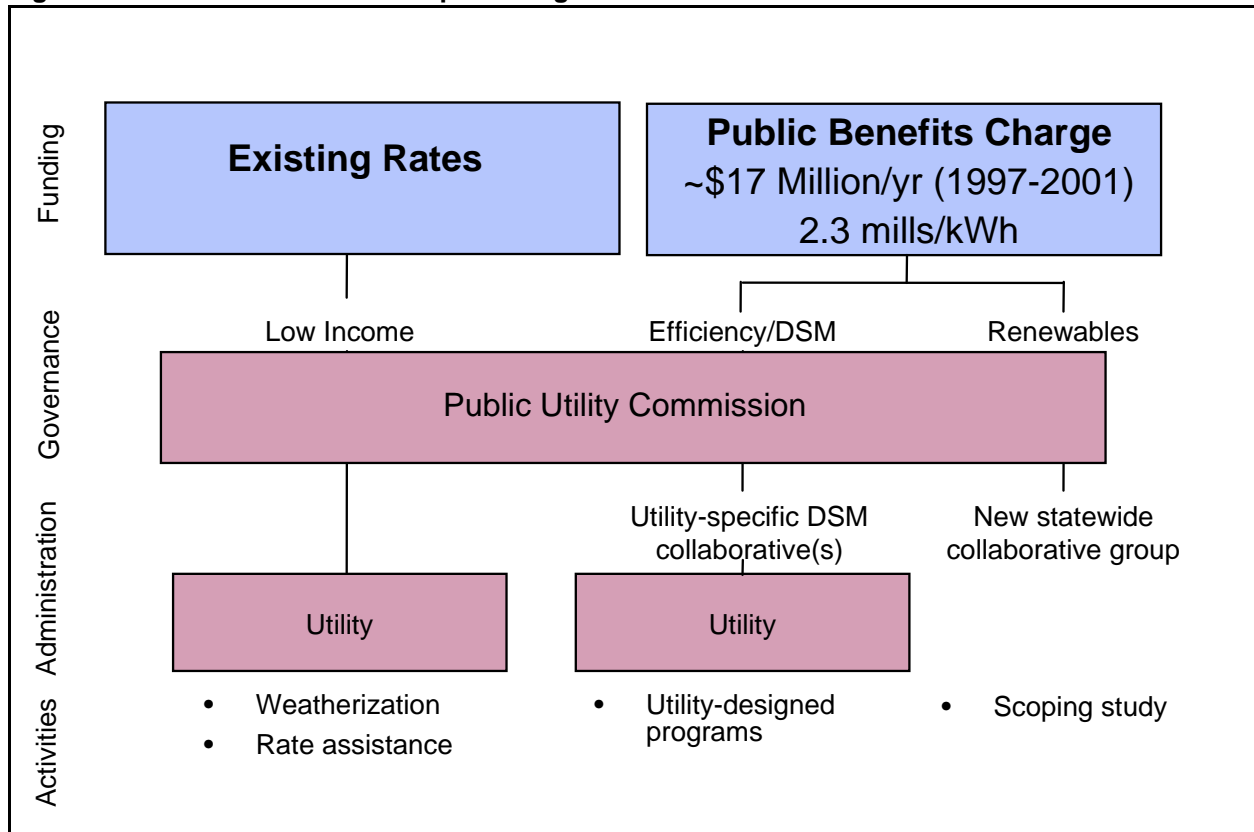 Funding
Existing Rates
Public Benefits Charge
~$17 Million/yr (1997-2001)
2.3 mills/kWh
Governance
Low Income
Efficiency/DSM
Renewables
Public Utility Commission
Administration
Utility-specific DSM
collaborative(s)
New statewide
collaborative group
Utility
Utility
Activities
• Weatherization
• Rate assistance
• Utility-designed
programs
• Scoping study